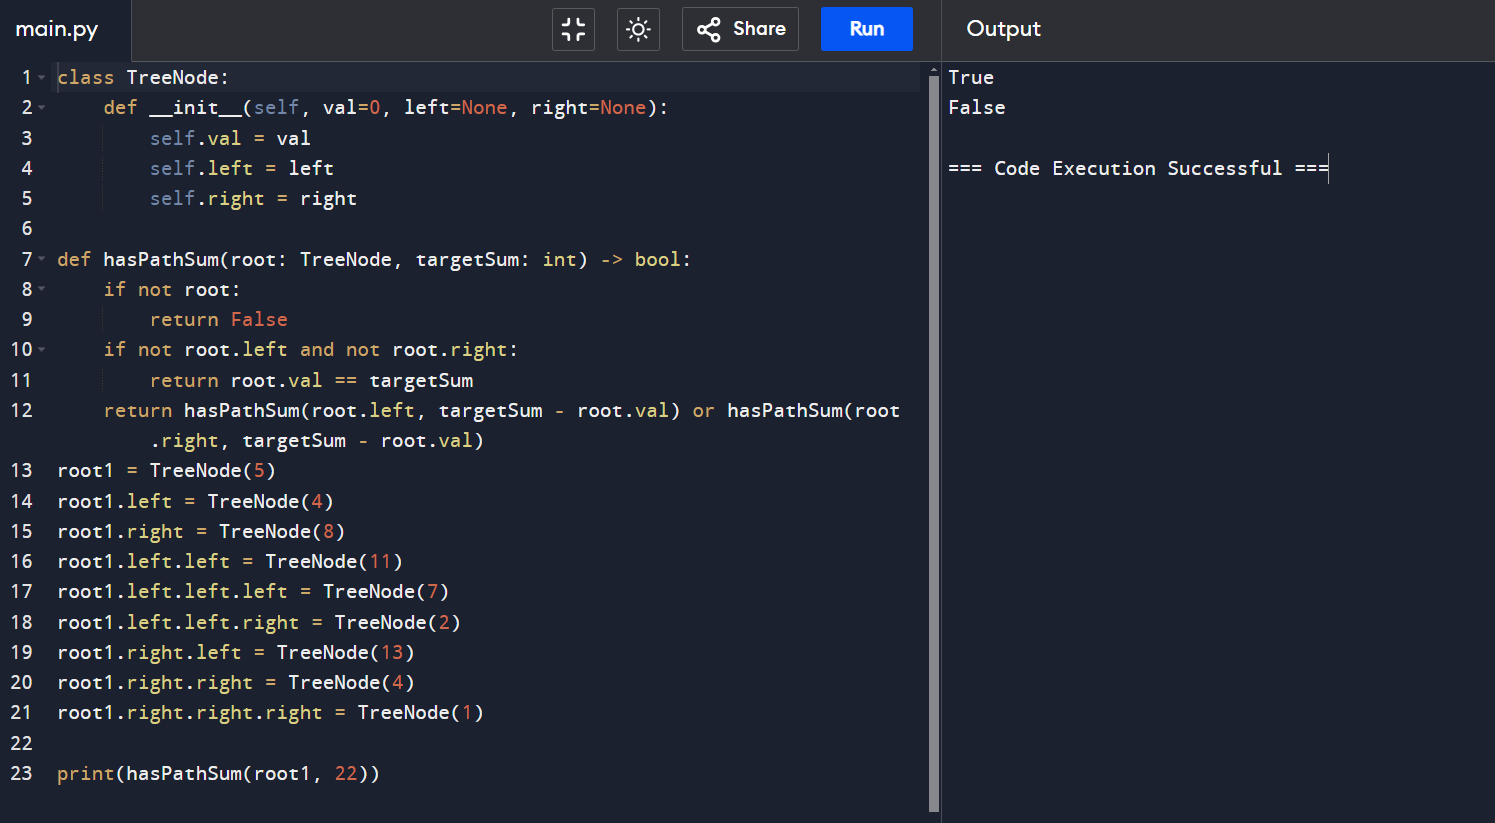 main.py
Share
Run
Output
1 class TreeNode:
2     def __init__(self, val=0, left=None, right=None):
3         self.val = val
4         self.left = left
5         self.right = right
6
7 def hasPathSum(root: TreeNode, targetSum: int) -> bool:
8     if not root:
9         return False
10     if not root.left and not root.right:
11         return root.val == targetSum
12     return hasPathSum(root.left, targetSum - root.val) or hasPathSum(root
        .right, targetSum - root.val)
13 root1 = TreeNode(5)
14 root1.left = TreeNode(4)
15 root1.right = TreeNode(8)
16 root1.left.left = TreeNode(11)
17 root1.left.left.left = TreeNode(7)
18 root1.left.left.right = TreeNode(2)
19 root1.right.left = TreeNode(13)
20 root1.right.right = TreeNode(4)
21 root1.right.right.right = TreeNode(1)
22
23 print(hasPathSum(root1, 22))
True
False
=== Code Execution Successful ===